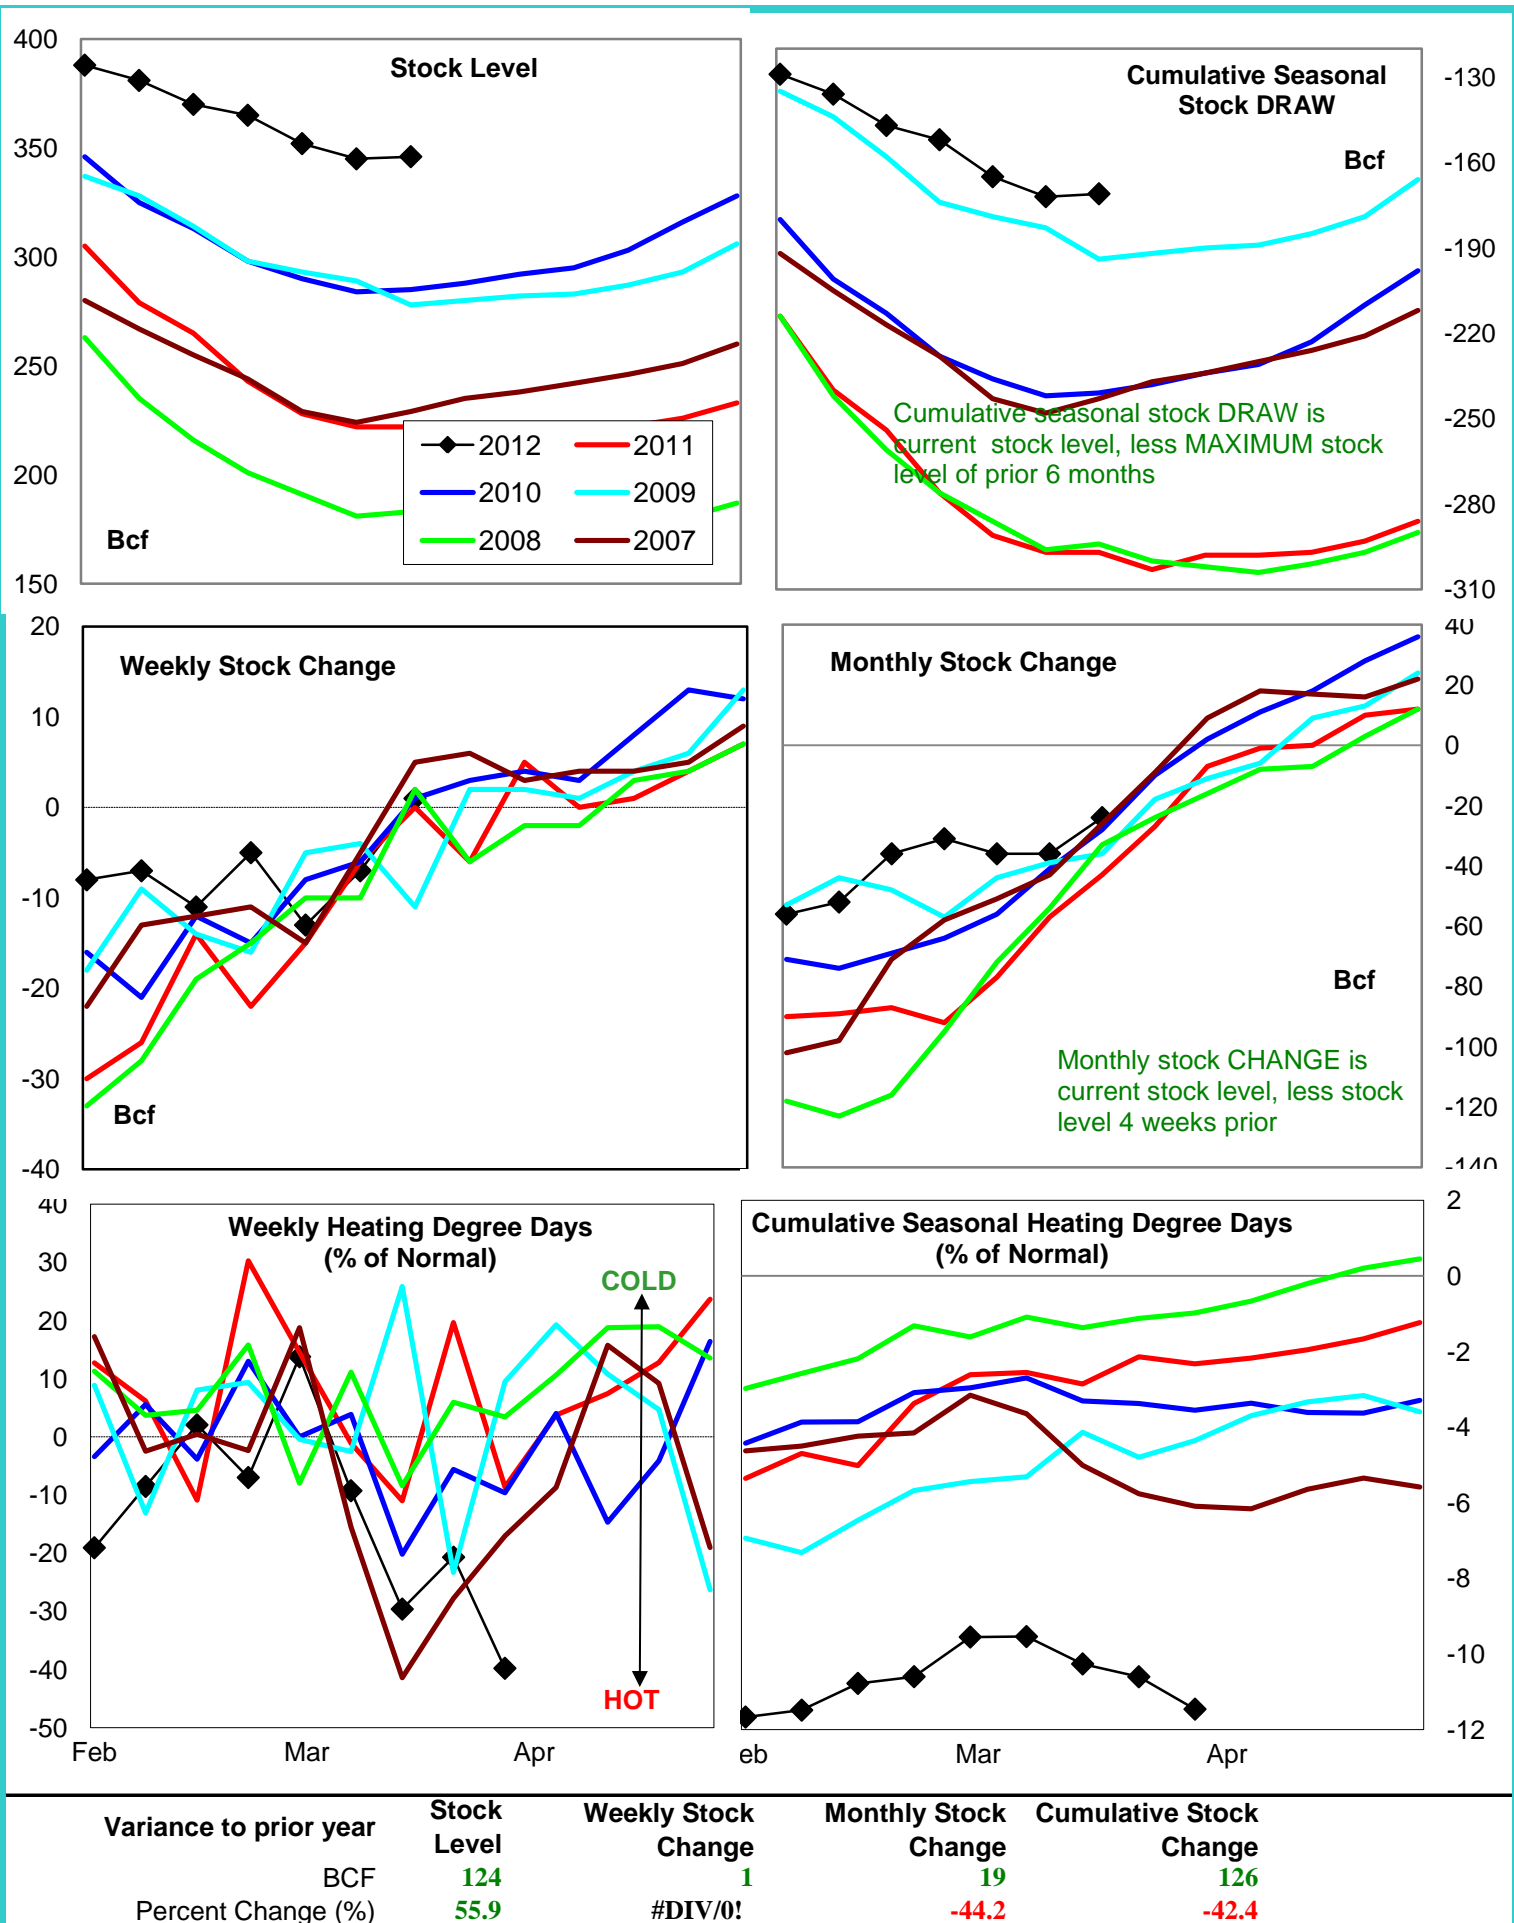 Stock Level
400
350
300
250
200
150
Bcf
2012 2011
2010 2009
2008 2007
Cumulative Seasonal
Stock DRAW
Bcf
-130
-160
-190
-220
-250
-280
-310
Cumulative seasonal stock DRAW is
current stock level, less MAXIMUM stock
level of prior 6 months
Weekly Stock Change
20
10
0
-10
-20
-30
-40
Bcf
Monthly Stock Change
40
20
0
-20
-40
-60
-80
-100
-120
-140
Bcf
Monthly stock CHANGE is
current stock level, less stock
level 4 weeks prior
Weekly Heating Degree Days
(% of Normal)
40
30
20
10
0
-10
-20
-30
-40
-50
COLD
HOT
Feb Mar Apr
Cumulative Seasonal Heating Degree Days
(% of Normal)
2
0
-2
-4
-6
-8
-10
-12
eb Mar Apr
Variance to prior year Stock Level Weekly Stock Change Monthly Stock Change Cumulative Stock Change
BCF 124 1 19 126
Percent Change (%) 55.9 #DIV/0! -44.2 -42.4